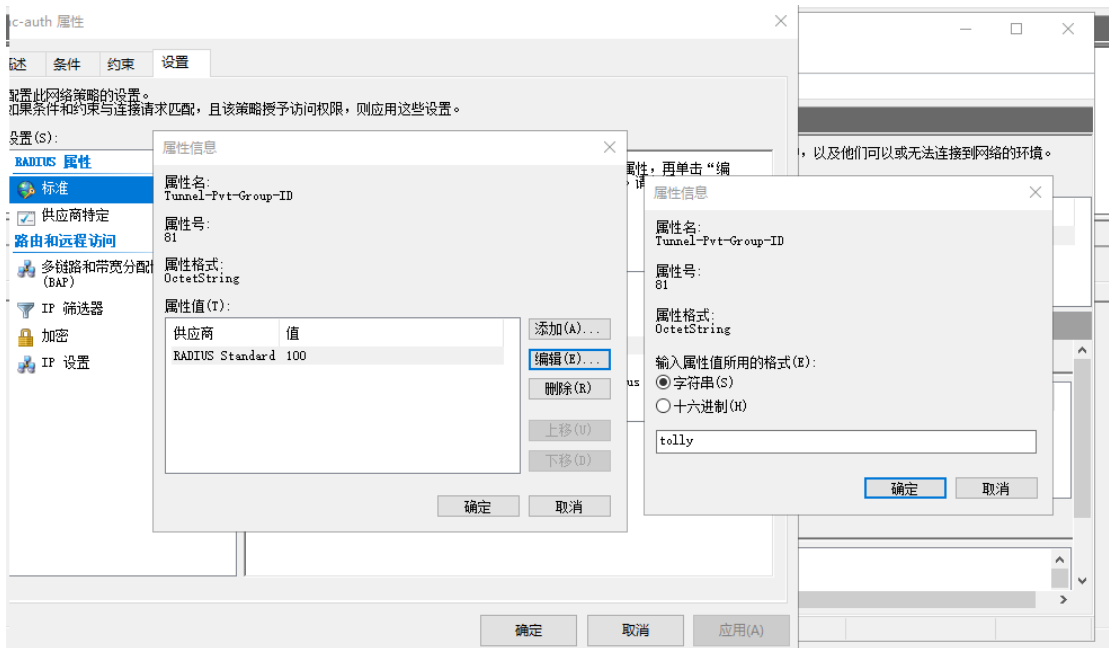 c-auth 属性
条件
约束
设置
配置此网络策略的设置。
如果条件和约束与连接请求匹配，且该策略授予访问权限，则应用这些设置。
设置(S):
RADIUS 属性
标准
供应商特定
路由和远程访问
多链路和带宽分配
(BAP)
IP 筛选器
加密
IP 设置
属性信息
属性名:
Tunnel-Pvt-Group-ID
属性号:
81
属性格式:
OctetString
属性值(T):
供应商 值
RADIUS Standard 100
添加(A)...
编辑(E)...
删除(R)
上移(U)
下移(D)
确定 取消
属性，再单击“编
us
，以及他们可以或无法连接到网络的环境。
属性信息
属性名:
Tunnel-Pvt-Group-ID
属性号:
81
属性格式:
OctetString
输入属性值所用的格式(E):
字符串(S)
十六进制(H)
tolly
确定 取消
确定 取消 应用(A)